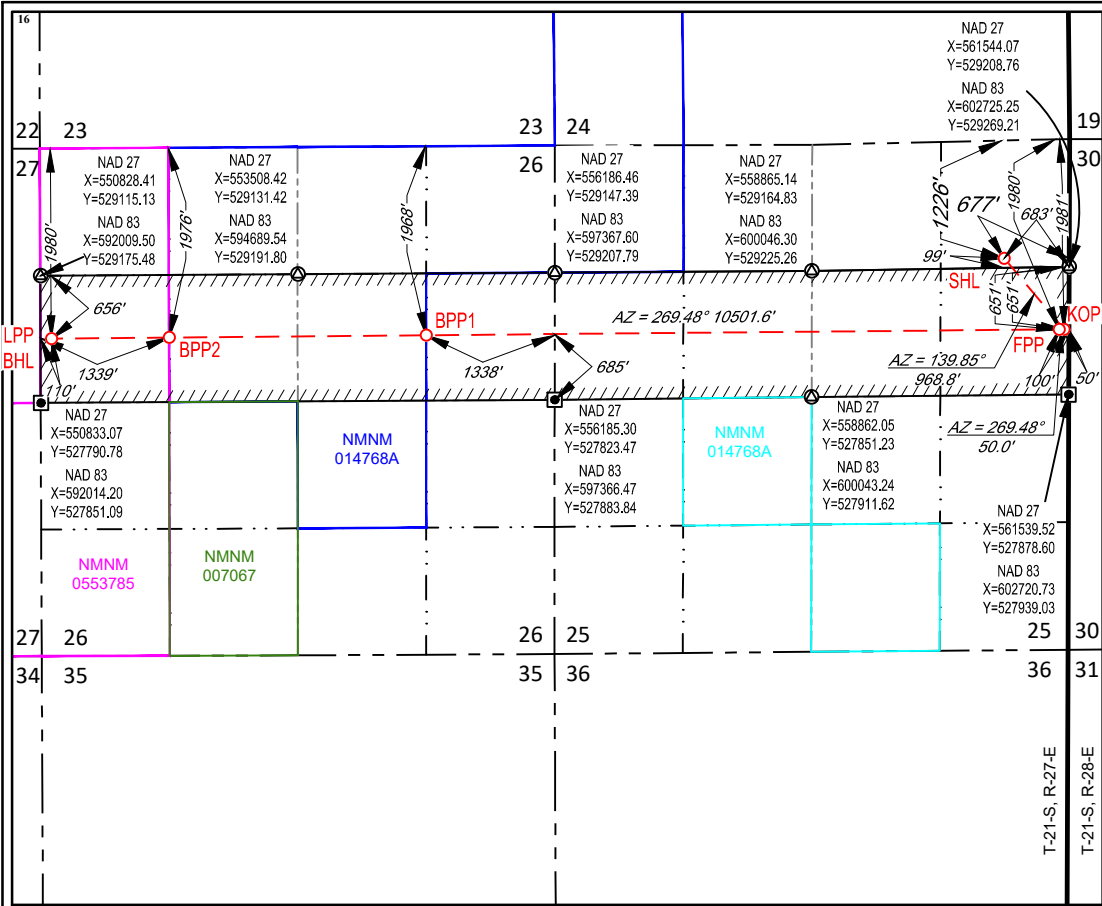 16
NAD 27
X=561544.07
Y=529208.76
NAD 83
X=602725.25
Y=529269.21
22 23
23 24
19
27
26
30
NAD 27
X=550828.41
Y=529115.13
NAD 83
X=592009.50
Y=529175.48
NAD 27
X=553508.42
Y=529131.42
NAD 83
X=594689.54
Y=529191.80
NAD 27
X=556186.46
Y=529147.39
NAD 83
X=597367.60
Y=529207.79
NAD 27
X=558865.14
Y=529164.83
NAD 83
X=600046.30
Y=529225.26
1980'
1976'
1968'
1226'
677'
1980'
683'
1981'
99'
SHL
656'
651'
651'
LPP
BHL
BPP2
BPP1
AZ = 269.48° 10501.6'
KOP
FPP
1339'
1338'
685'
AZ = 139.85°
968.8'
110'
100'
50'
AZ = 269.48°
50.0'
NAD 27
X=550833.07
Y=527790.78
NAD 83
X=592014.20
Y=527851.09
NMNM
014768A
NAD 27
X=556185.30
Y=527823.47
NAD 83
X=597366.47
Y=527883.84
NMNM
014768A
NAD 27
X=558862.05
Y=527851.23
NAD 83
X=600043.24
Y=527911.62
NAD 27
X=561539.52
Y=527878.60
NAD 83
X=602720.73
Y=527939.03
NMNM
0553785
NMNM
007067
27 26
26 25
25 30
34 35
35 36
36 31
T-21-S, R-27-E
T-21-S, R-28-E